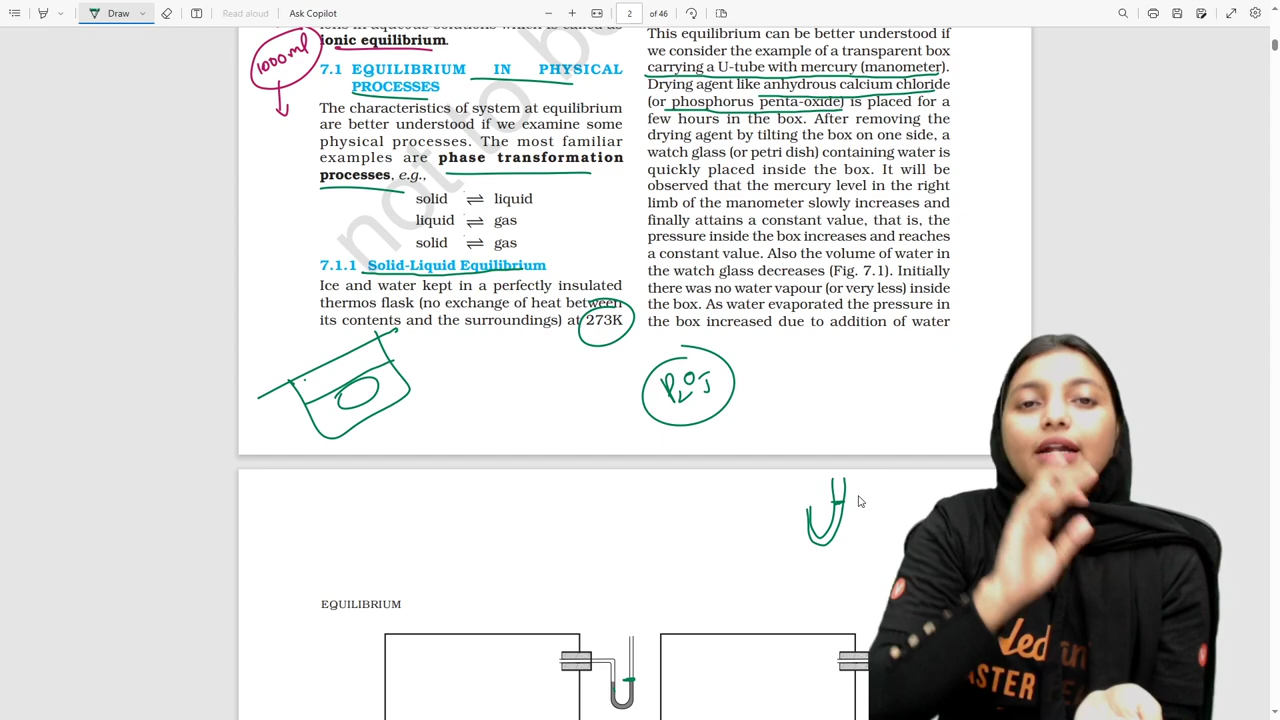 Draw
Read aloud
Ask Copilot
2
of 46
ionic equilibrium.
1000ml
7.1 EQUILIBRIUM IN PHYSICAL
PROCESSES
The characteristics of system at equilibrium
are better understood if we examine some
physical processes. The most familiar
examples are phase transformation
processes, e.g.,
solid ⇌ liquid
liquid ⇌ gas
solid ⇌ gas
7.1.1 Solid-Liquid Equilibrium
Ice and water kept in a perfectly insulated
thermos flask (no exchange of heat between
its contents and the surroundings) at 273K
This equilibrium can be better understood if
we consider the example of a transparent box
carrying a U-tube with mercury (manometer).
Drying agent like anhydrous calcium chloride
(or phosphorus penta-oxide) is placed for a
few hours in the box. After removing the
drying agent by tilting the box on one side, a
watch glass (or petri dish) containing water is
quickly placed inside the box. It will be
observed that the mercury level in the right
limb of the manometer slowly increases and
finally attains a constant value, that is, the
pressure inside the box increases and reaches
a constant value. Also the volume of water in
the watch glass decreases (Fig. 7.1). Initially
there was no water vapour (or very less) inside
the box. As water evaporated the pressure in
the box increased due to addition of water
P2O5
not to b
EQUILIBRIUM